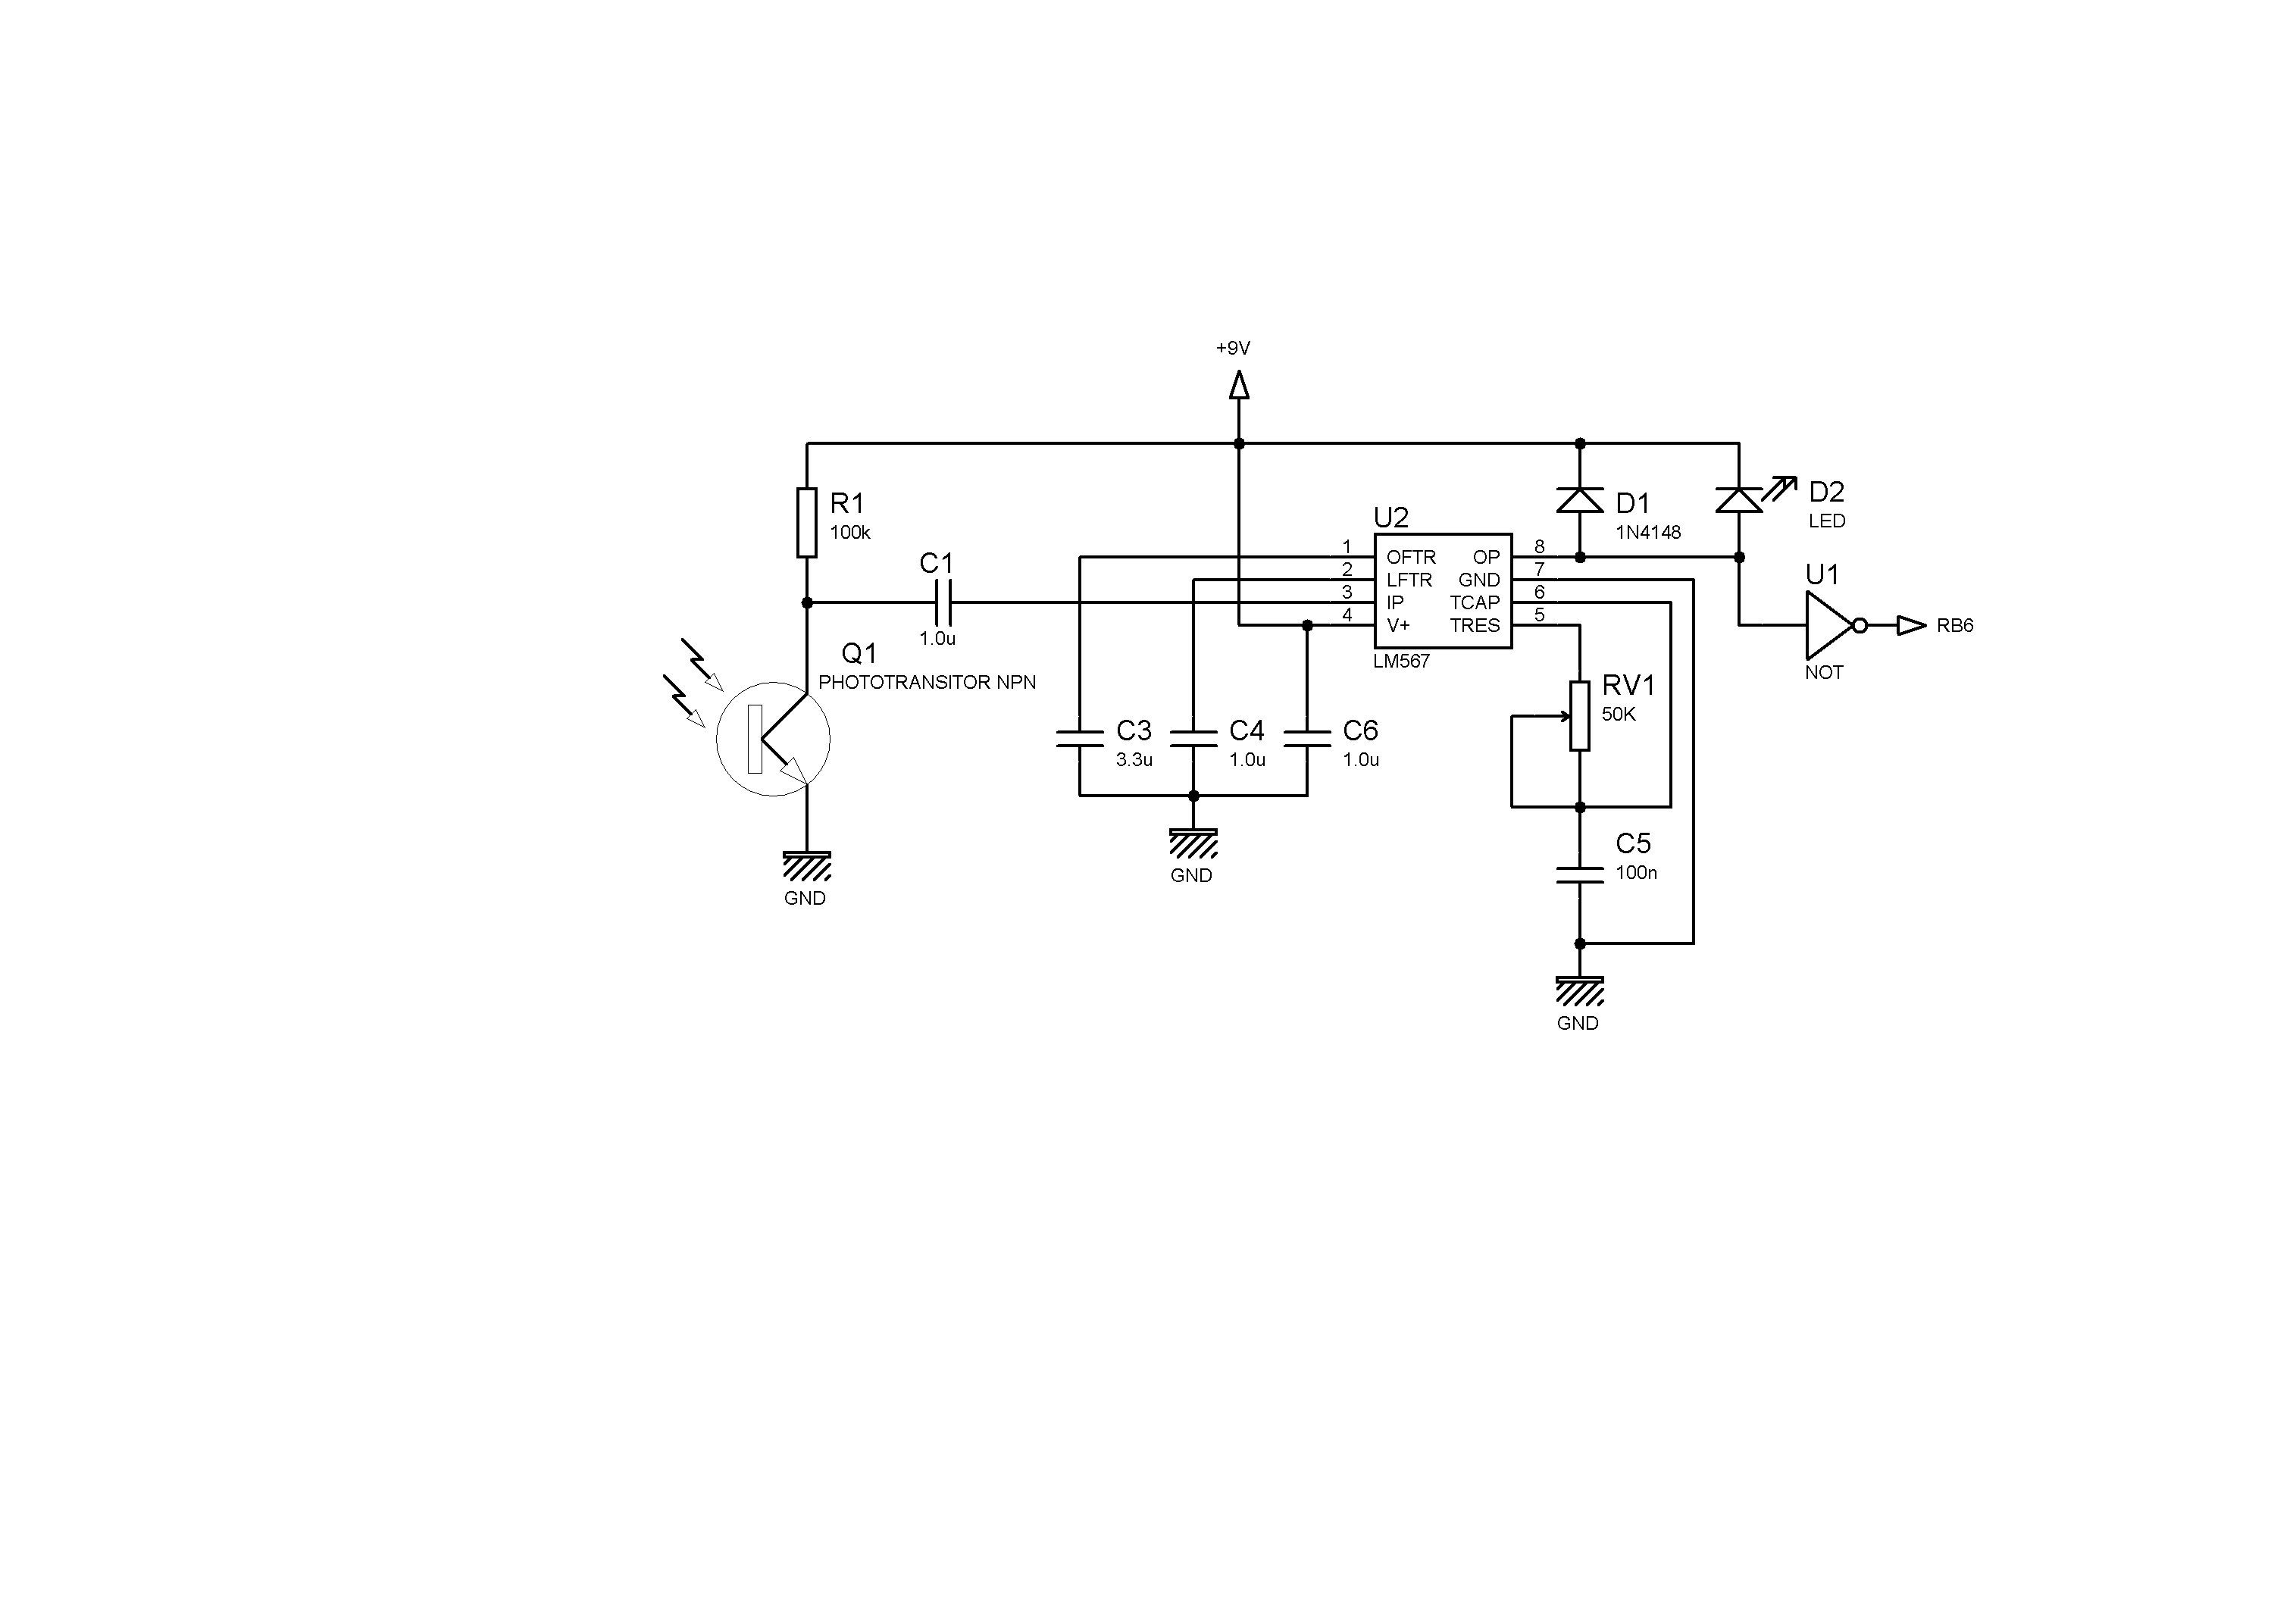 +9V
R1
100k
C1
1.0u
Q1
PHOTOTRANSITOR NPN
GND
C3
3.3u
C4
1.0u
C6
1.0u
GND
U2
1
2
3
4
OFTR
LFTR
IP
V+
OP
GND
TCAP
TRES
8
7
6
5
LM567
D1
1N4148
D2
LED
U1
NOT
RB6
RV1
50K
C5
100n
GND